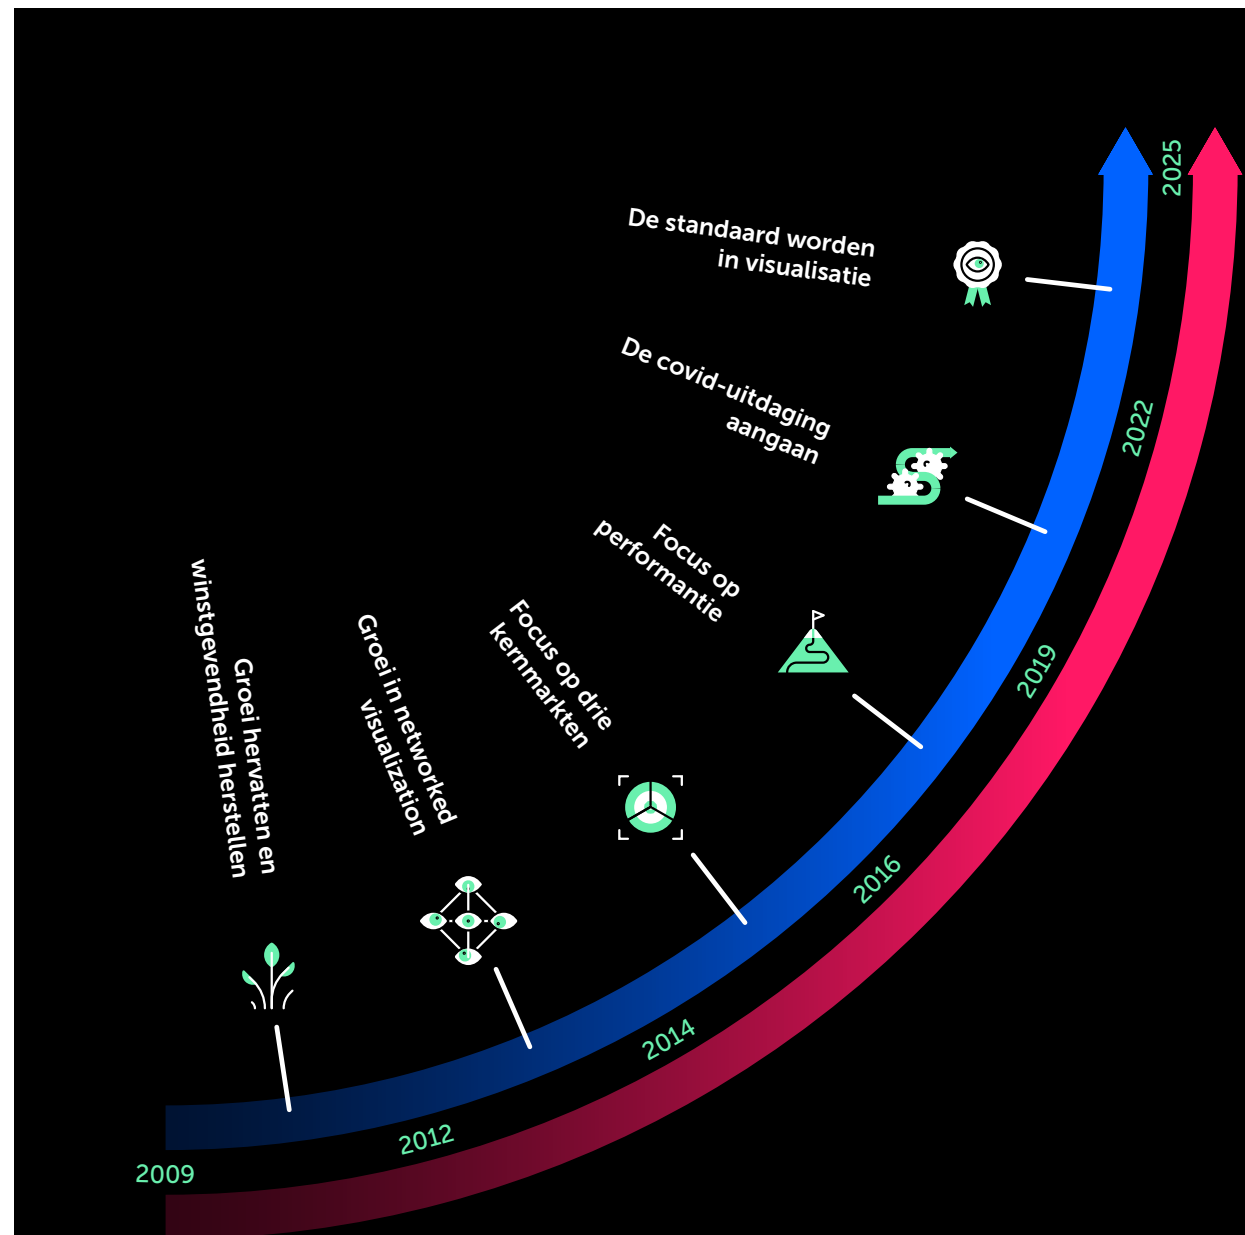 De standaard worden
in visualisatie
De covid-uitdaging
aangaan
Focus op
performantie
Focus op drie
kernmarkten
Groei in networked
visualization
Groei hervatten en
winstgevendheid herstellen
2009
2012
2014
2016
2019
2022
2025